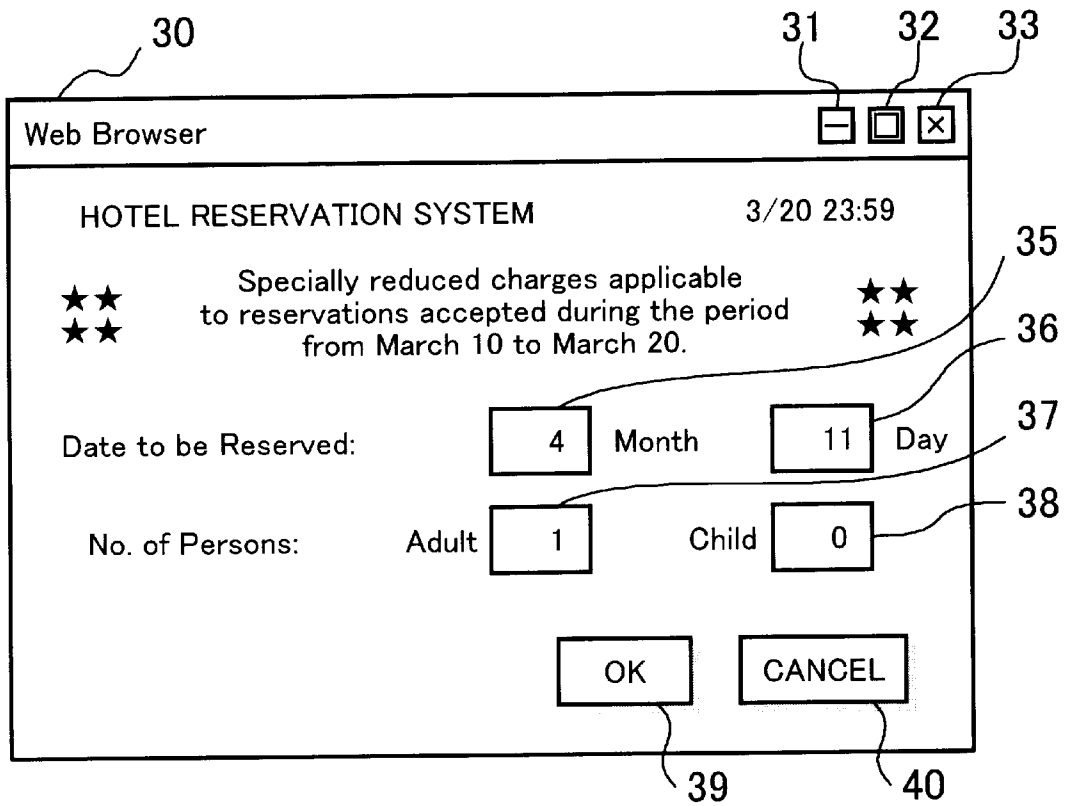 30
31 32 33
Web Browser
HOTEL RESERVATION SYSTEM 3/20 23:59
35
Specially reduced charges applicable
to reservations accepted during the period
from March 10 to March 20.
36
37
Date to be Reserved: 4 Month 11 Day
38
No. of Persons: Adult 1 Child 0
OK CANCEL
39 40